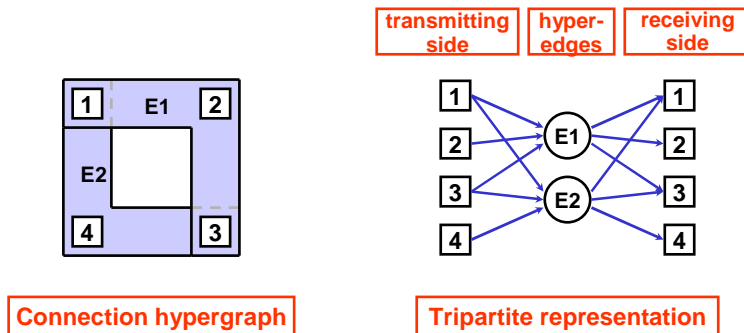 transmitting side
hyper-edges
receiving side
1
E1
2
E2
4
3
1
2
3
4
E1
E2
1
2
3
4
Connection hypergraph
Tripartite representation